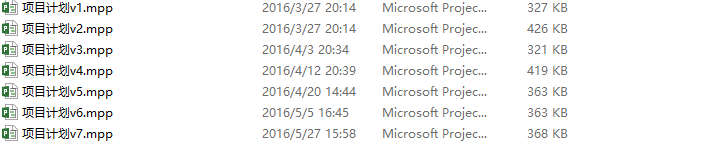 项目计划v1.mpp 2016/3/27 20:14 Microsoft Projec... 327 KB
项目计划v2.mpp 2016/3/27 20:14 Microsoft Projec... 426 KB
项目计划v3.mpp 2016/4/3 20:34 Microsoft Projec... 321 KB
项目计划v4.mpp 2016/4/12 20:39 Microsoft Projec... 419 KB
项目计划v5.mpp 2016/4/20 14:44 Microsoft Projec... 363 KB
项目计划v6.mpp 2016/5/5 16:45 Microsoft Projec... 363 KB
项目计划v7.mpp 2016/5/27 15:58 Microsoft Projec... 368 KB